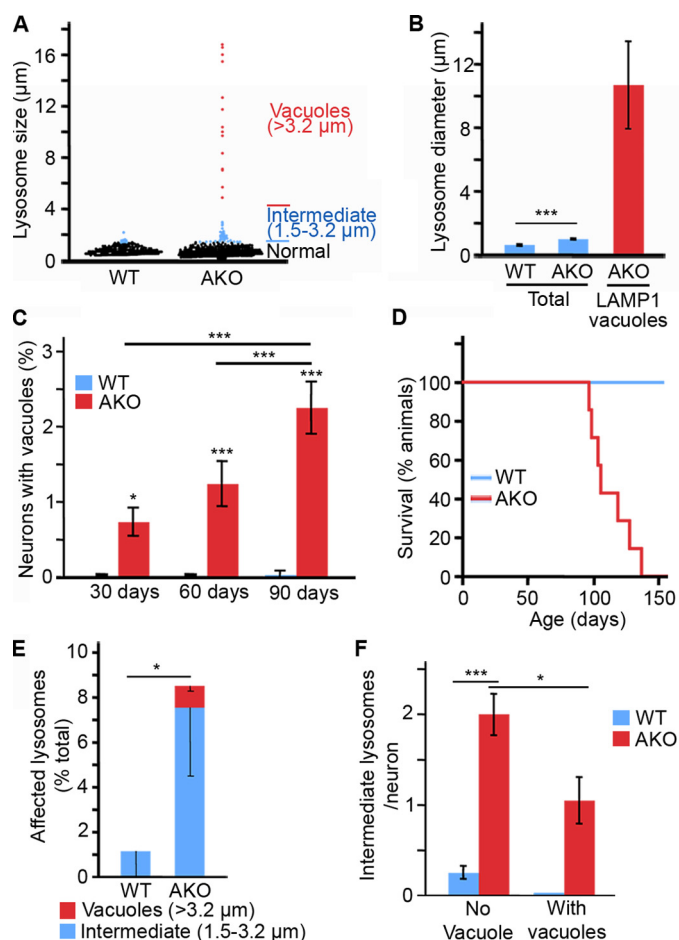 A
Lysosome size (µm)
16
12
8
4
0
Vacuoles
(>3.2 µm)
Intermediate
(1.5-3.2 µm)
Normal
WT
AKO
B
Lysosome diameter (µm)
12
8
4
0
***
WT
AKO
AKO
Total
LAMP1
vacuoles
C
Neurons with vacuoles (%)
3
2
1
0
WT
AKO
***
***
***
***
*
30 days
60 days
90 days
D
Survival (% animals)
100
80
60
40
20
0
WT
AKO
0
50
100
150
Age (days)
E
Affected lysosomes
(% total)
10
8
6
4
2
0
*
WT
AKO
Vacuoles (>3.2 µm)
Intermediate (1.5-3.2 µm)
F
Intermediate lysosomes
/neuron
2
1
0
***
*
WT
AKO
No
Vacuole
With
vacuoles